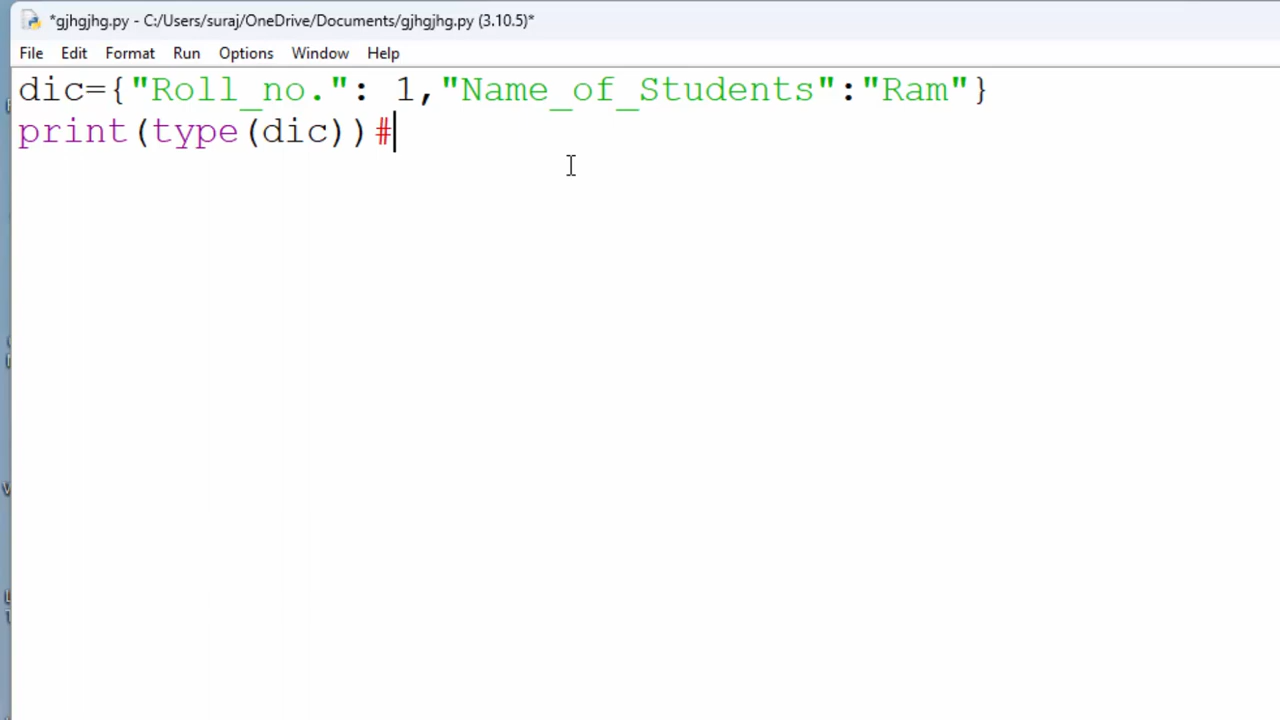 *gjhgjhg.py - C:/Users/suraj/OneDrive/Documents/gjhgjhg.py (3.10.5)*
File Edit Format Run Options Window Help
dic={"Roll_no.": 1,"Name_of_Students":"Ram"}
print(type(dic))#